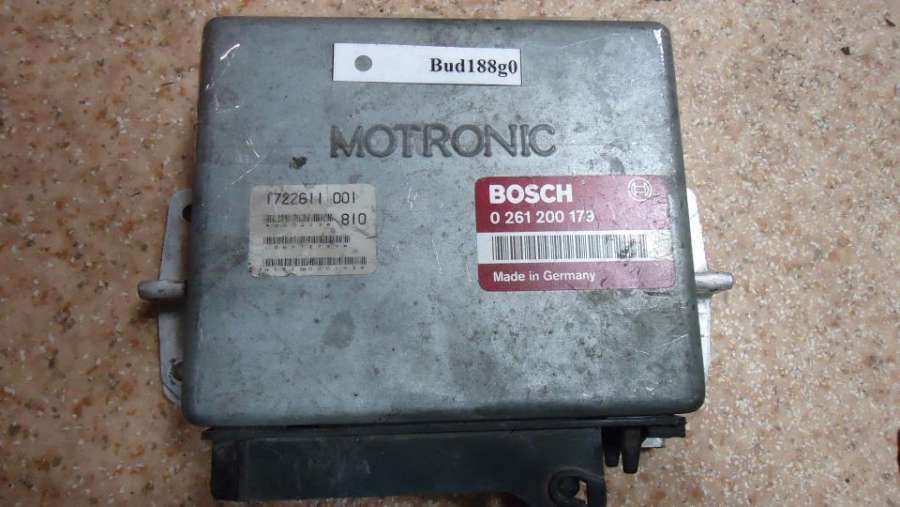 Bud188g0
MOTRONIC
1722611 001
810
BOSCH
0 261 200 173
Made in Germany